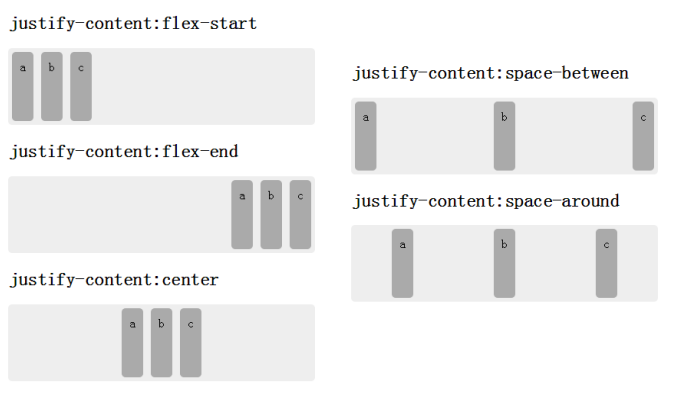 justify-content:flex-start
a b c
justify-content:flex-end
a b c
justify-content:center
a b c
justify-content:space-between
a b c
justify-content:space-around
a b c